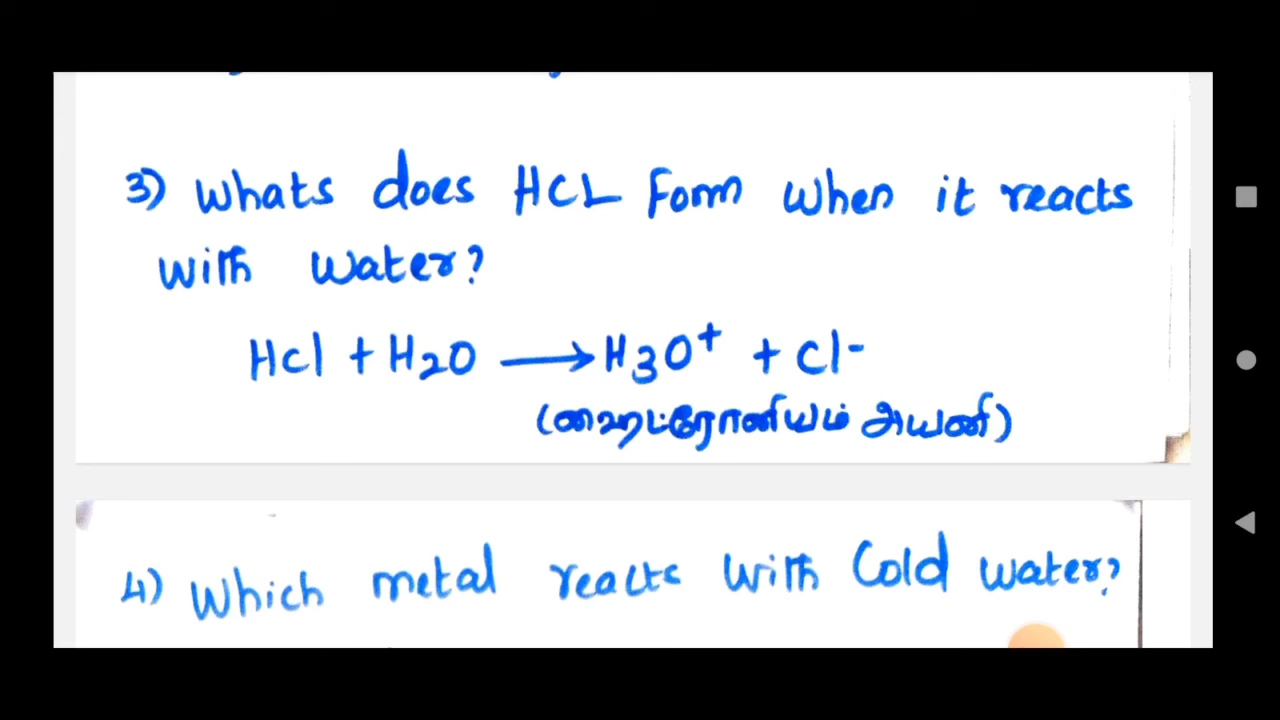 3) Whats does HCL Form when it reacts
with water?
HCl + H2O ⟶ H3O+ + Cl-
(ஹைட்ரோனியம் அயனி)
4) Which metal reacts with Cold water?